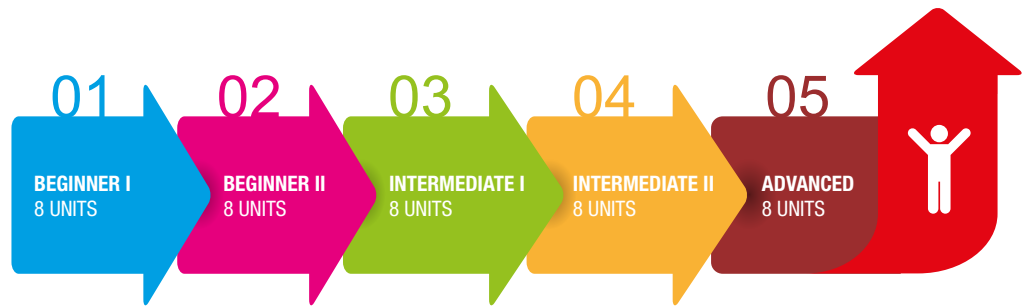 01
BEGINNER I
8 UNITS
02
BEGINNER II
8 UNITS
03
INTERMEDIATE I
8 UNITS
04
INTERMEDIATE II
8 UNITS
05
ADVANCED
8 UNITS